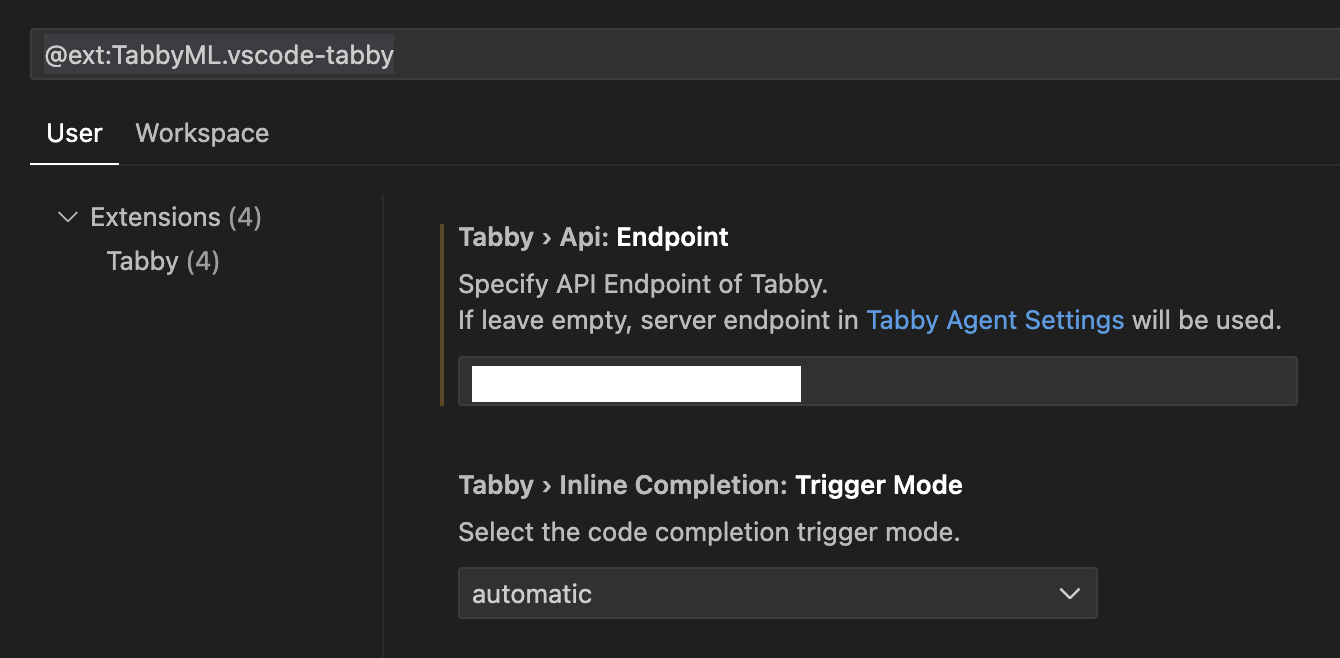 @ext:TabbyML.vscode-tabby
User Workspace
Extensions (4)
Tabby (4)
Tabby › Api: Endpoint
Specify API Endpoint of Tabby.
If leave empty, server endpoint in Tabby Agent Settings will be used.
Tabby › Inline Completion: Trigger Mode
Select the code completion trigger mode.
automatic